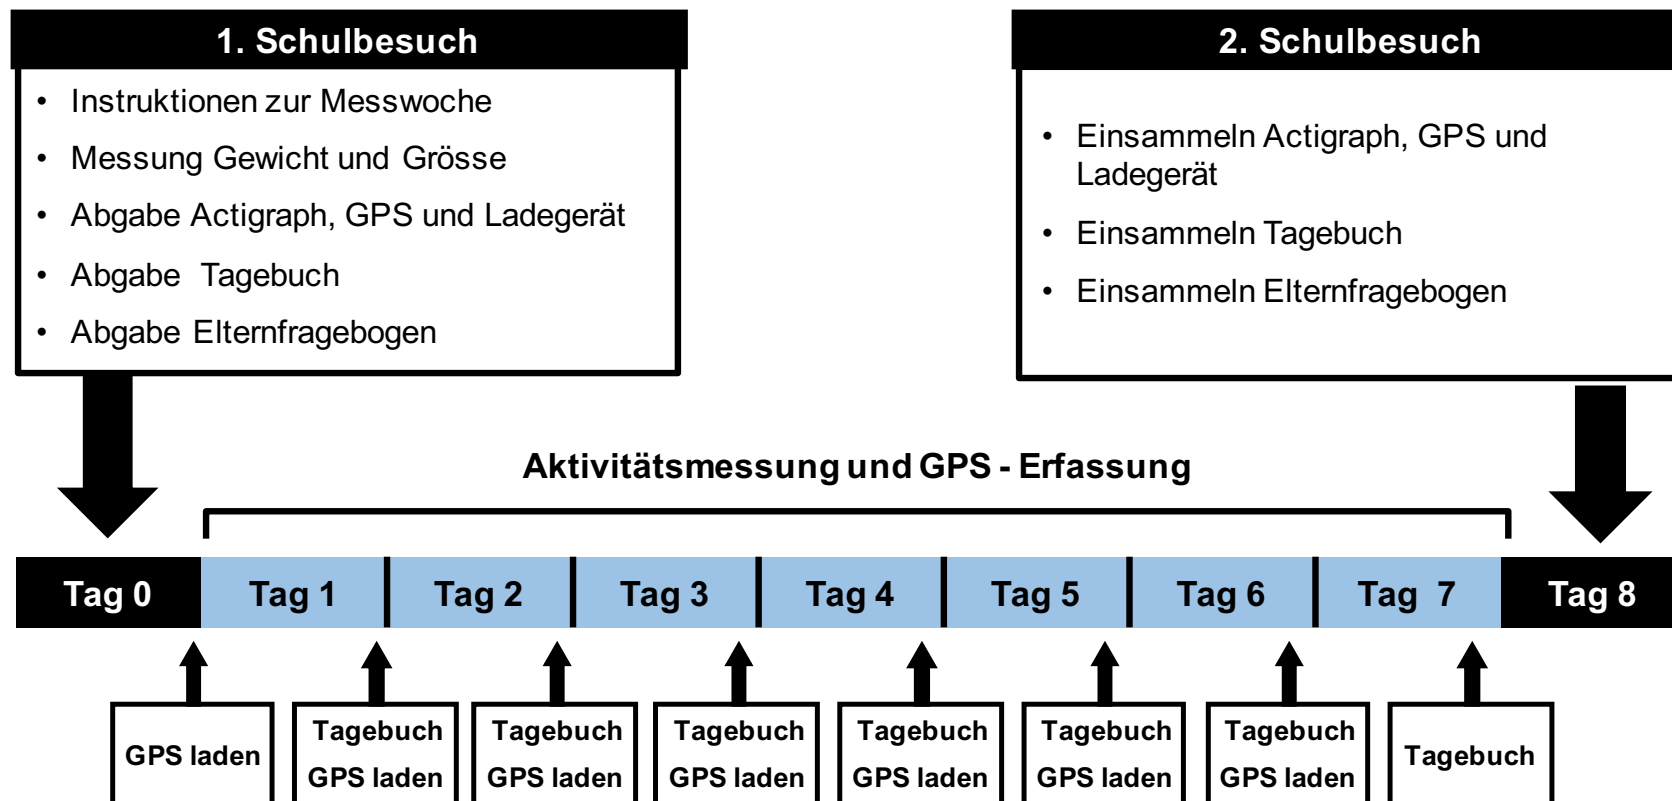 1. Schulbesuch
• Instruktionen zur Messwoche
• Messung Gewicht und Grösse
• Abgabe Actigraph, GPS und Ladegerät
• Abgabe Tagebuch
• Abgabe Elternfragebogen
2. Schulbesuch
• Einsammeln Actigraph, GPS und
Ladegerät
• Einsammeln Tagebuch
• Einsammeln Elternfragebogen
Aktivitätsmessung und GPS - Erfassung
Tag 0
Tag 1
Tag 2
Tag 3
Tag 4
Tag 5
Tag 6
Tag 7
Tag 8
GPS laden
Tagebuch
GPS laden
Tagebuch
GPS laden
Tagebuch
GPS laden
Tagebuch
GPS laden
Tagebuch
GPS laden
Tagebuch
GPS laden
Tagebuch